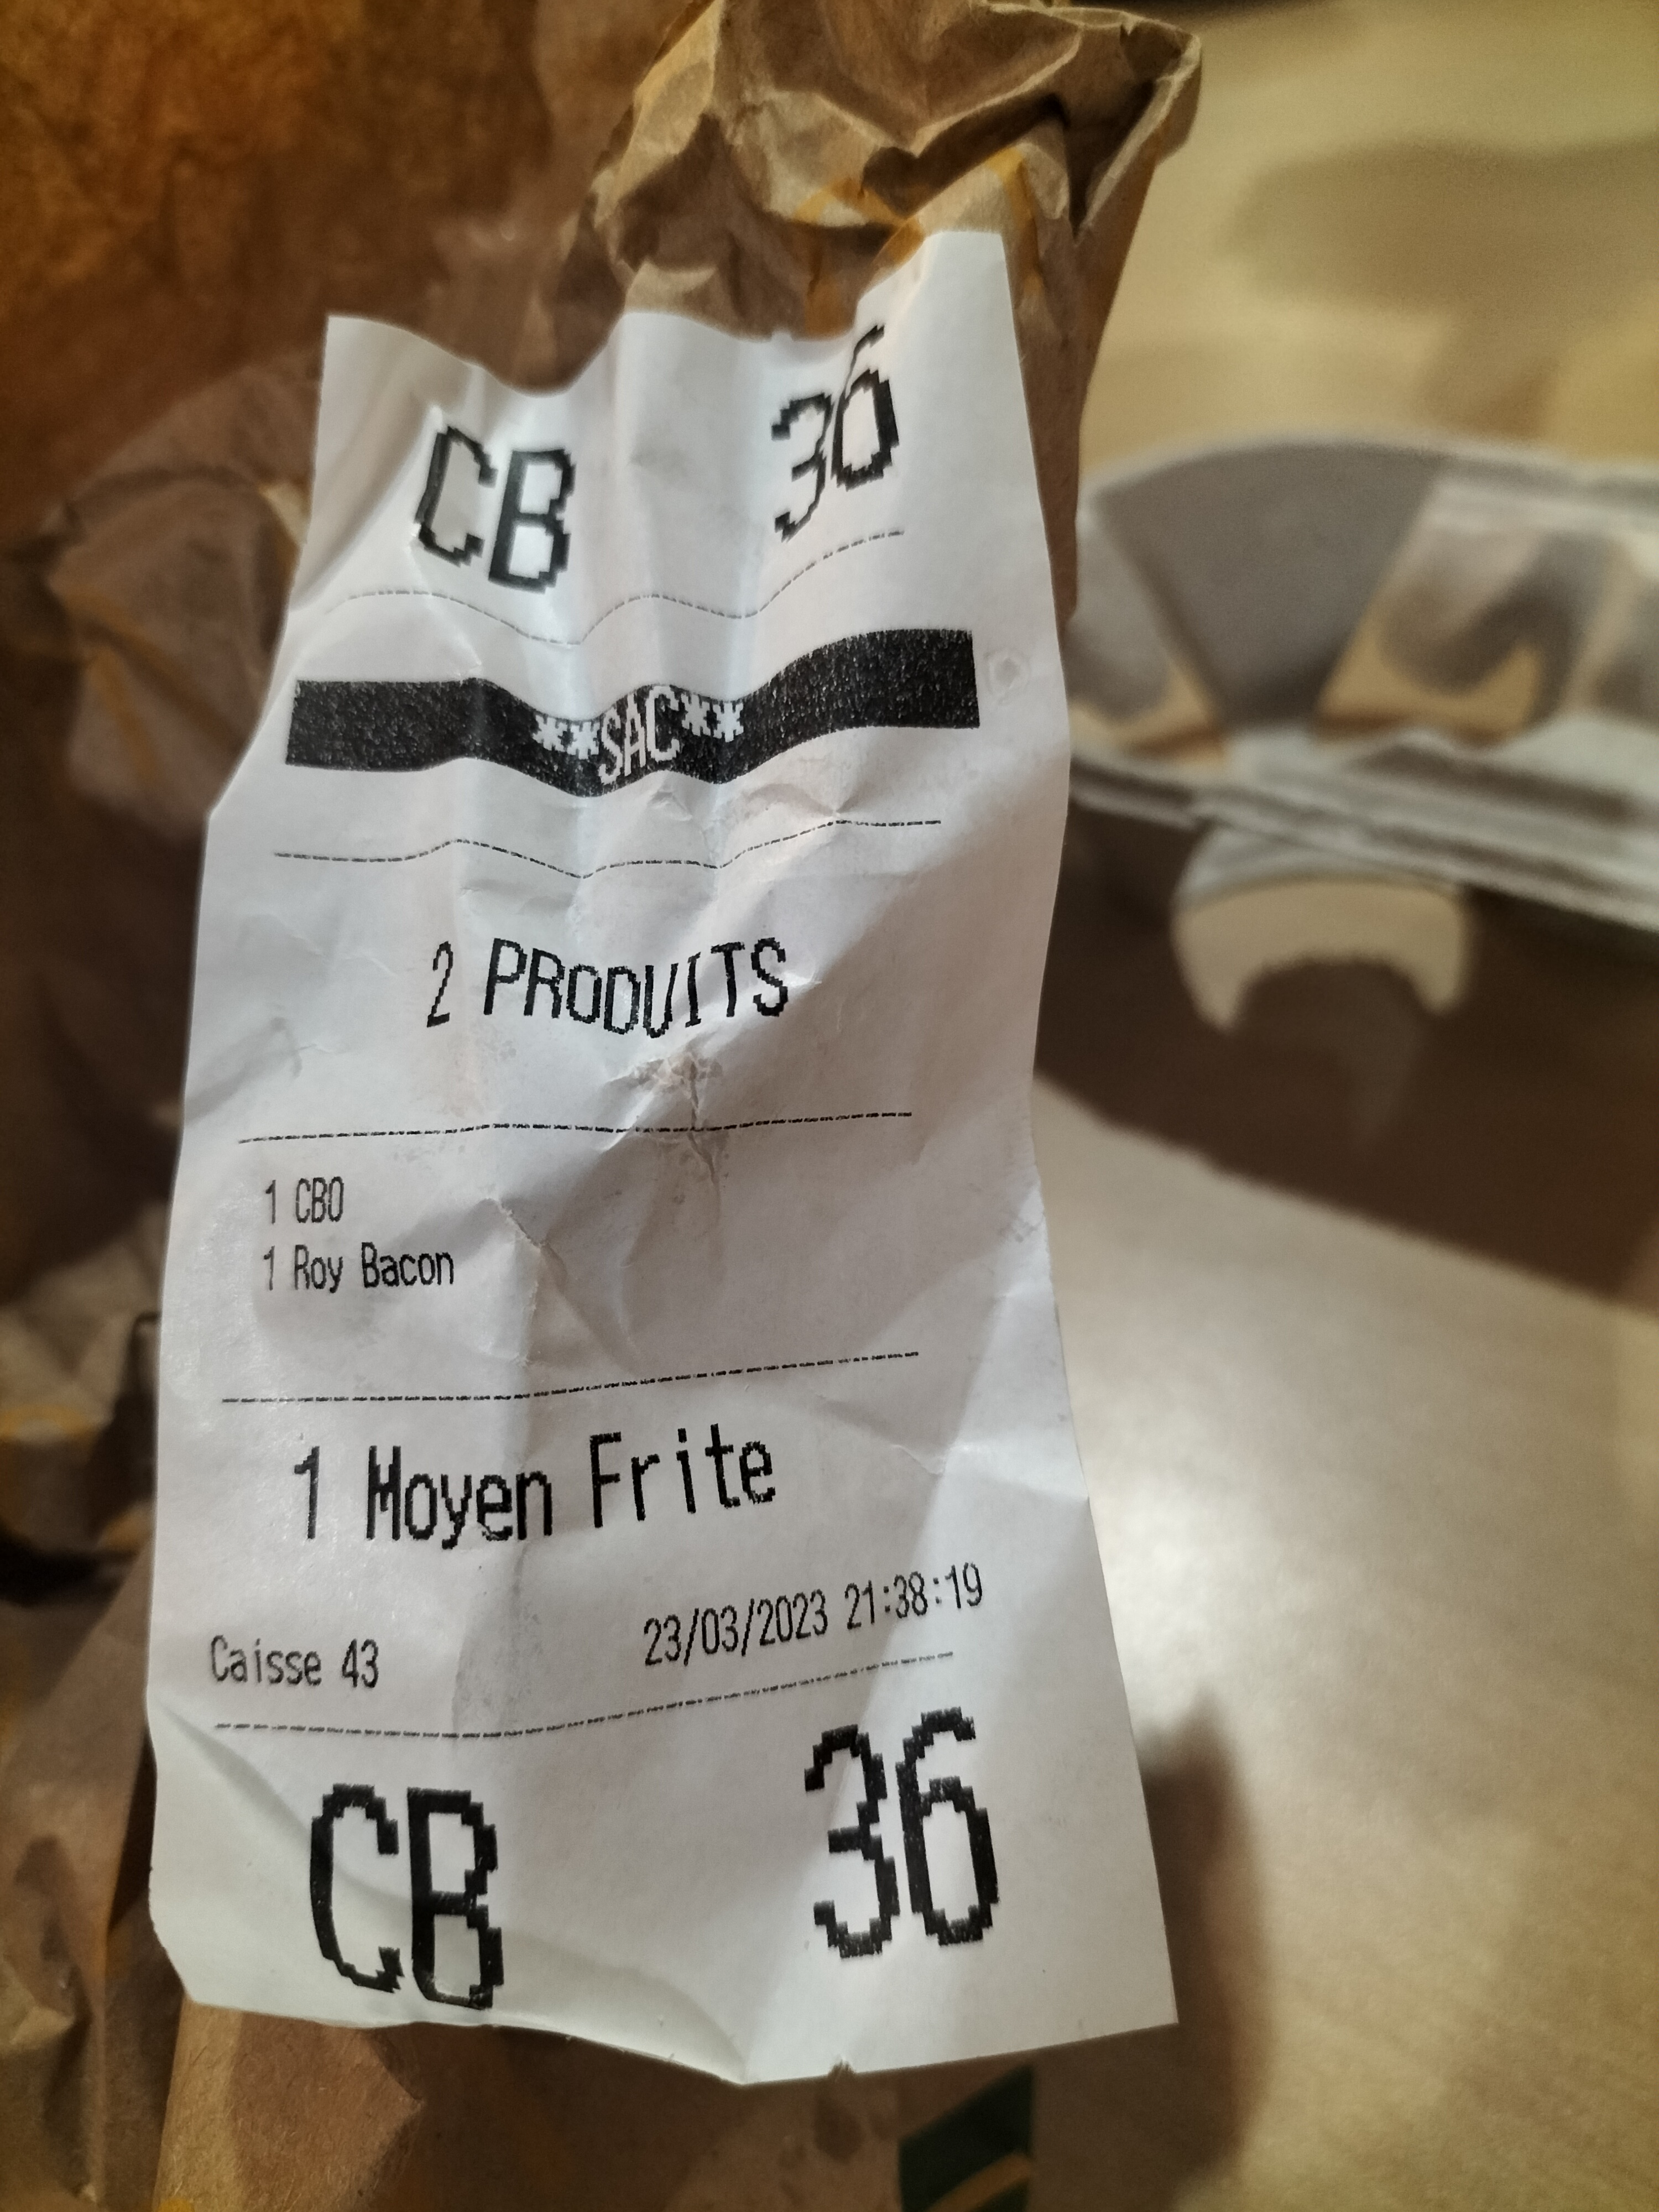 CB 36
**SAC**
2 PRODUITS
1 CBO
1 Roy Bacon
1 Moyen Frite
Caisse 43 23/03/2023 21:38:19
CB 36